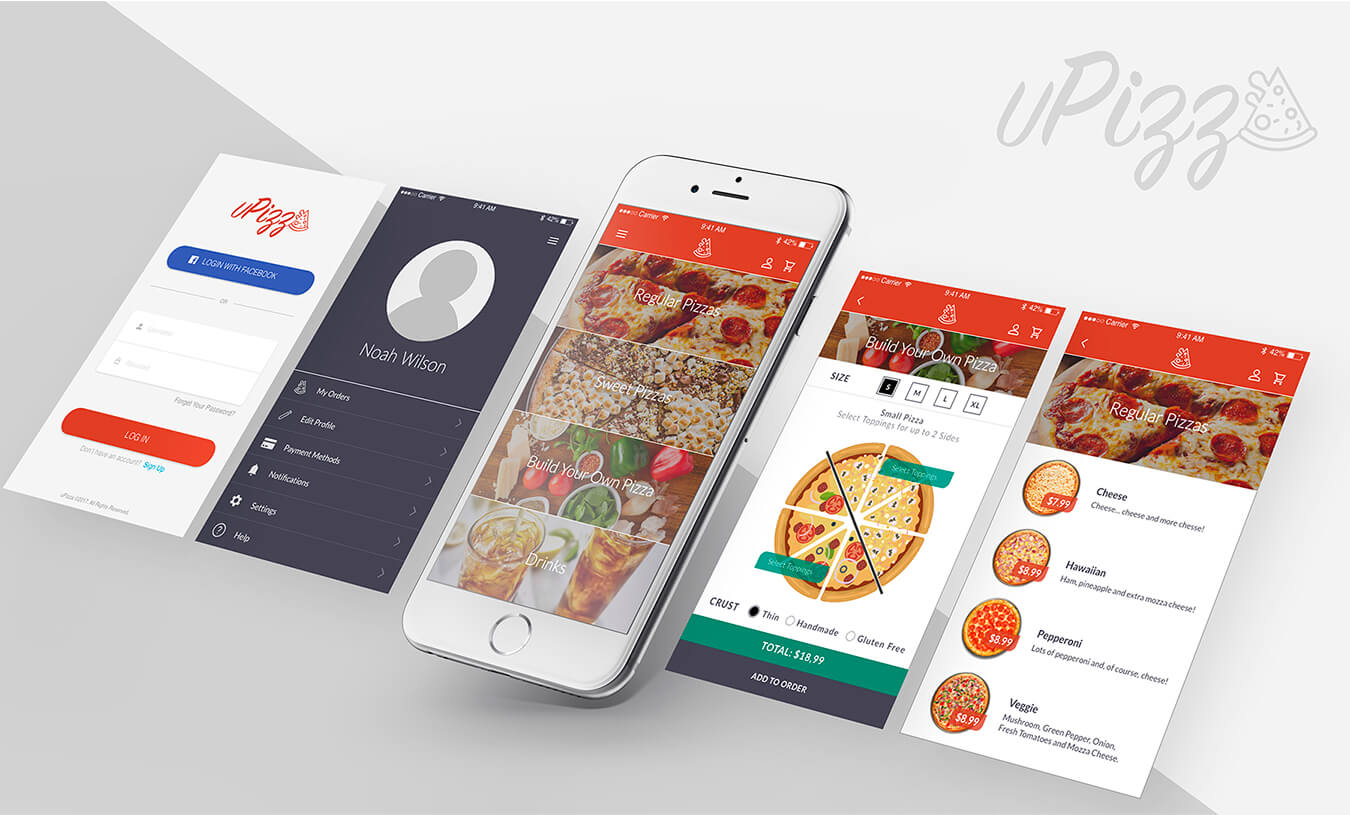 uPizz
uPizz
LOGIN WITH FACEBOOK
OR
Username
Password
Forget Your Password?
LOG IN
Don't have an account? Sign Up
uPizza ©2017. All Rights Reserved.
Carrier
9:41 AM
42%
Noah Wilson
My Orders
Edit Profile
Payment Methods
Notifications
Settings
Help
Carrier
9:41 AM
42%
Regular Pizzas
Sweet Pizzas
Build Your Own Pizza
Drinks
Carrier
9:41 AM
42%
Build Your Own Pizza
SIZE
S M L XL
Small Pizza
Select Toppings for up to 2 Sides
Select Toppings
Select Toppings
CRUST Thin Handmade Gluten Free
TOTAL: $18,99
ADD TO ORDER
Carrier
9:41 AM
42%
Regular Pizzas
$7.99
Cheese
Cheese... cheese and more chesse!
$8,99
Hawaiian
Ham, pineapple and extra mozza cheese!
$8,99
Pepperoni
Lots of pepperoni and, of course, cheese!
$8,99
Veggie
Mushroom, Green Pepper, Onion,
Fresh Tomatoes and Mozza Cheese.